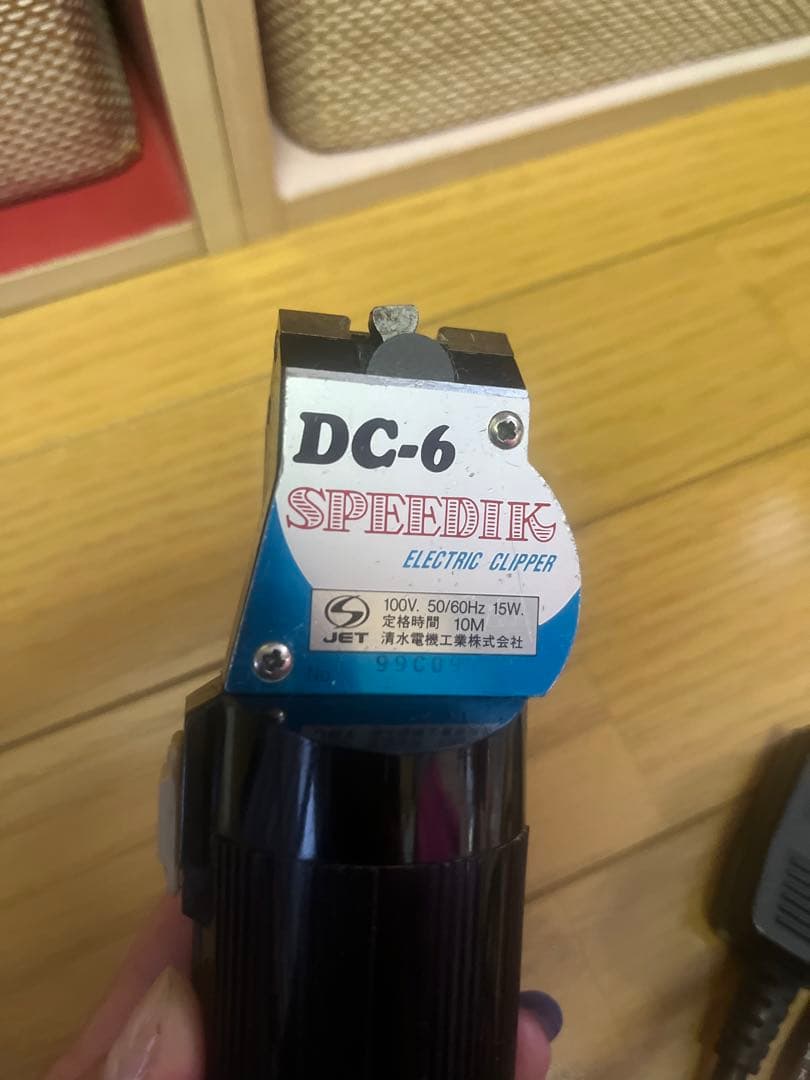 DC-6
SPEEDIK
ELECTRIC CLIPPER
100V. 50/60Hz 15W.
定格時間 10M
JET 清水電機工業株式会社
No.